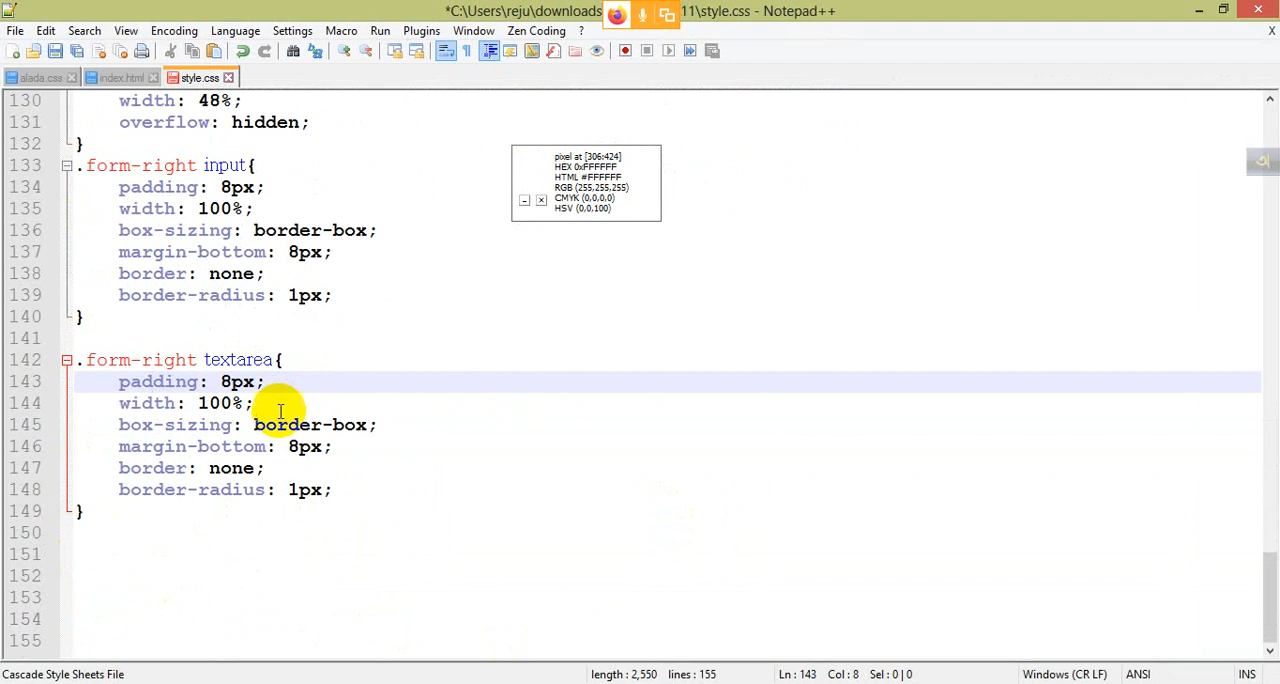 *C:\Users\reju\downloads 11\style.css - Notepad++
File Edit Search View Encoding Language Settings Macro Run Plugins Window Zen Coding ? X
alada.css index.html style.css
130 width: 48%;
131 overflow: hidden;
132 }
133 .form-right input{
134 padding: 8px;
135 width: 100%;
136 box-sizing: border-box;
137 margin-bottom: 8px;
138 border: none;
139 border-radius: 1px;
140 }
141
142 .form-right textarea{
143 padding: 8px;
144 width: 100%;
145 box-sizing: border-box;
146 margin-bottom: 8px;
147 border: none;
148 border-radius: 1px;
149 }
150
151
152
153
154
155
pixel at [306:424]
HEX 0xFFFFFF
HTML #FFFFFF
RGB (255,255,255)
CMYK (0,0,0,0)
HSV (0,0,100)
অ
Cascade Style Sheets File length : 2,550 lines : 155 Ln : 143 Col : 8 Sel : 0 | 0 Windows (CR LF) ANSI INS